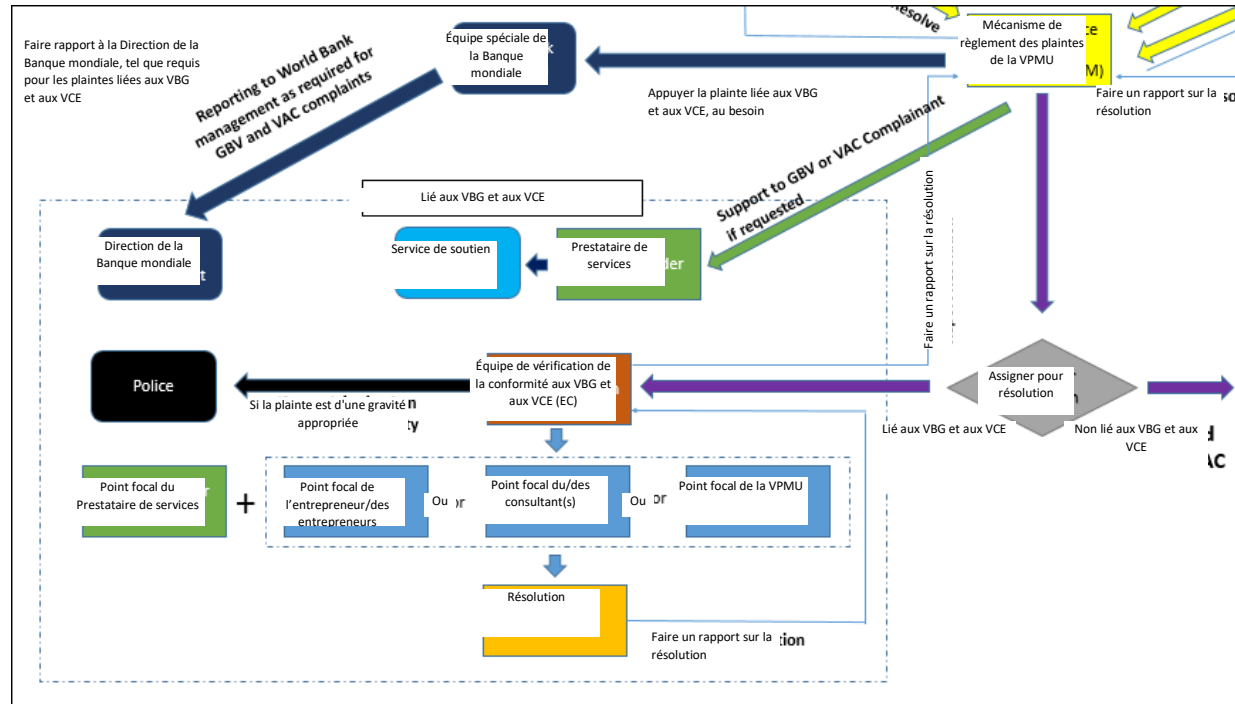 Faire rapport à la Direction de la
Banque mondiale, tel que requis
pour les plaintes liées aux VBG
et aux VCE
Reporting to World Bank
management as required for
GBV and VAC complaints
Équipe spéciale de
la Banque
mondiale
Mécanisme de
règlement des plaintes
de la VPMU
M)
Appuyer la plainte liée aux VBG
et aux VCE, au besoin
Faire un rapport sur la
résolution
Support to GBV or VAC Complainant
if requested
Faire un rapport sur la résolution
Lié aux VBG et aux VCE
Direction de la
Banque mondiale
Service de soutien
Prestataire de
services
Police
Si la plainte est d'une gravité
appropriée
Équipe de vérification de
la conformité aux VBG et
aux VCE (EC)
Assigner pour
résolution
Lié aux VBG et aux VCE
Non lié aux VBG et aux
VCE
AC
Point focal du
Prestataire de services
+
Point focal de
l'entrepreneur/des
entrepreneurs
Ou
or
Point focal du/des
consultant(s)
Ou
or
Point focal de la VPMU
Résolution
Faire un rapport sur la
résolution